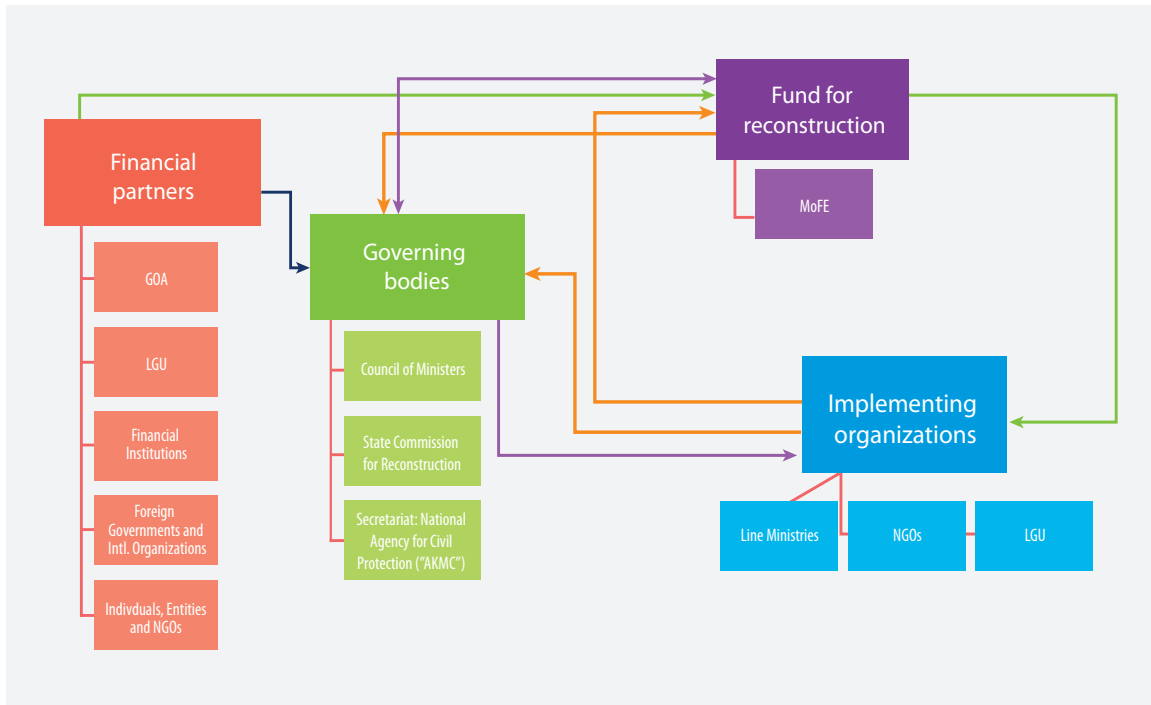 Financial
partners
GOA
LGU
Financial
Institutions
Foreign
Governments and
Intl. Organizations
Indivduals, Entities
and NGOs
Governing
bodies
Council of Ministers
State Commission
for Reconstruction
Secretariat: National
Agency for Civil
Protection ("AKMC")
Fund for
reconstruction
MoFE
Implementing
organizations
Line Ministries
NGOs
LGU